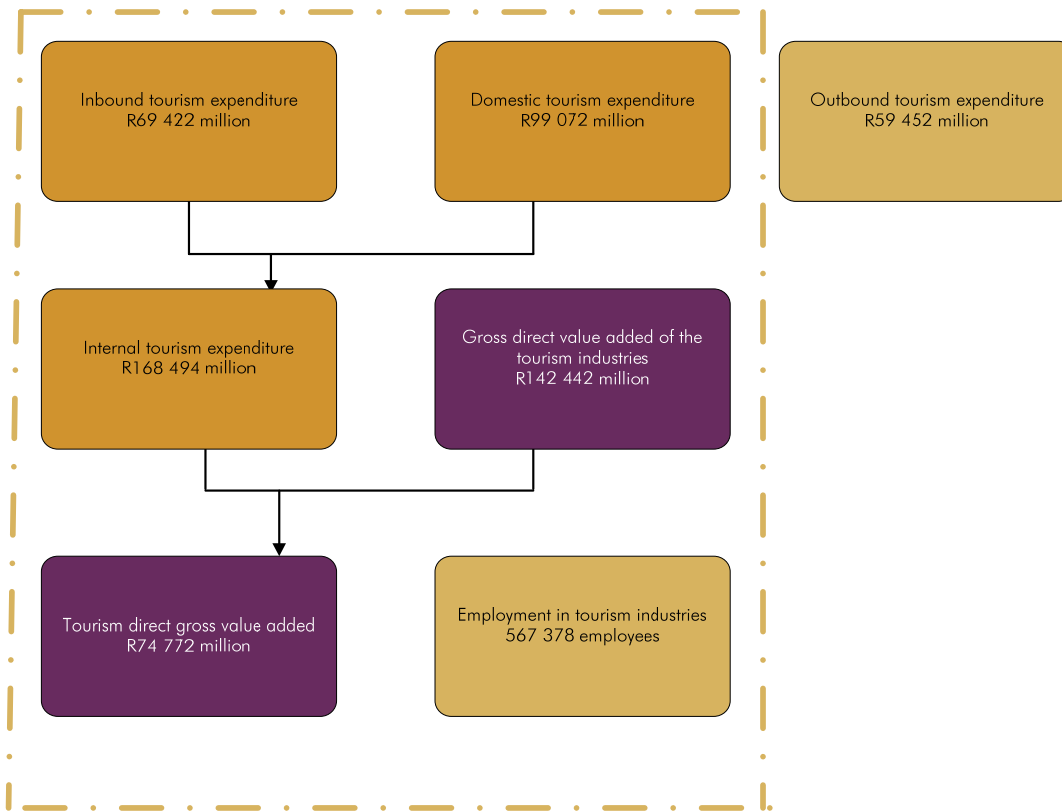 Inbound tourism expenditure
R69 422 million
Domestic tourism expenditure
R99 072 million
Outbound tourism expenditure
R59 452 million
Internal tourism expenditure
R168 494 million
Gross direct value added of the
tourism industries
R142 442 million
Tourism direct gross value added
R74 772 million
Employment in tourism industries
567 378 employees